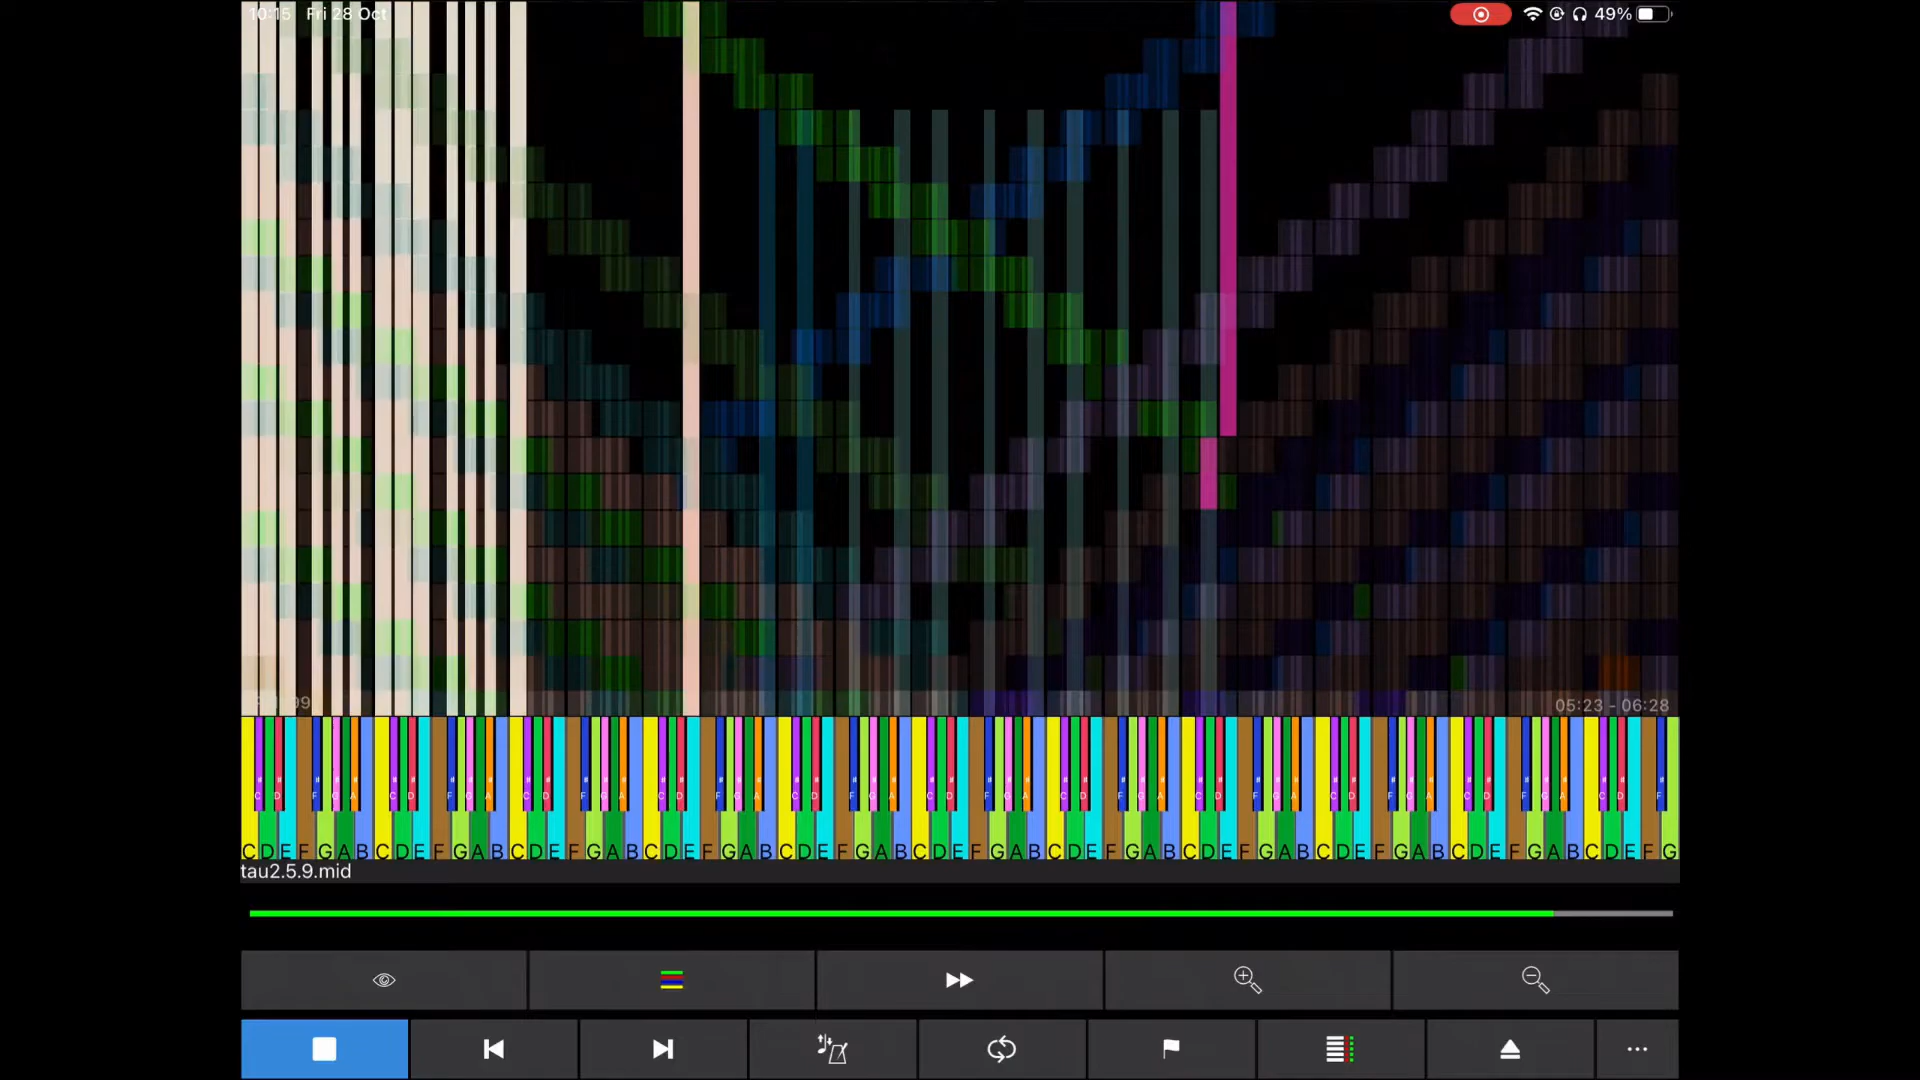 10:15 Fri 28 Oct
49%
05:23 - 06:28
C D E F G A B C D E F G A B C D E F G A B C D E F G A B C D E F G A B C D E F G A B C D E F G A B C D E F G A B C D E F G A B C D E F G A B C D E F G
tau2.5.9.mid